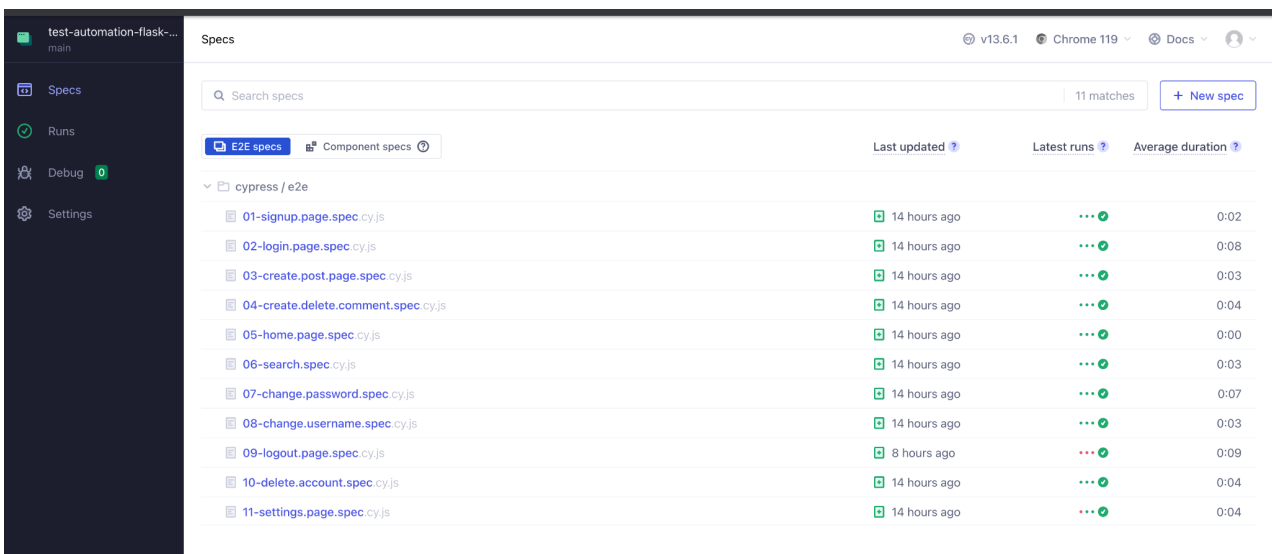 test-automation-flask-...
main
Specs
Runs
Debug 0
Settings
Specs
cy v13.6.1 Chrome 119 Docs
Search specs 11 matches + New spec
E2E specs Component specs ? Last updated ? Latest runs ? Average duration ?
cypress / e2e
01-signup.page.spec.cy.js 14 hours ago 0:02
02-login.page.spec.cy.js 14 hours ago 0:08
03-create.post.page.spec.cy.js 14 hours ago 0:03
04-create.delete.comment.spec.cy.js 14 hours ago 0:04
05-home.page.spec.cy.js 14 hours ago 0:00
06-search.spec.cy.js 14 hours ago 0:03
07-change.password.spec.cy.js 14 hours ago 0:07
08-change.username.spec.cy.js 14 hours ago 0:03
09-logout.page.spec.cy.js 8 hours ago 0:09
10-delete.account.spec.cy.js 14 hours ago 0:04
11-settings.page.spec.cy.js 14 hours ago 0:04